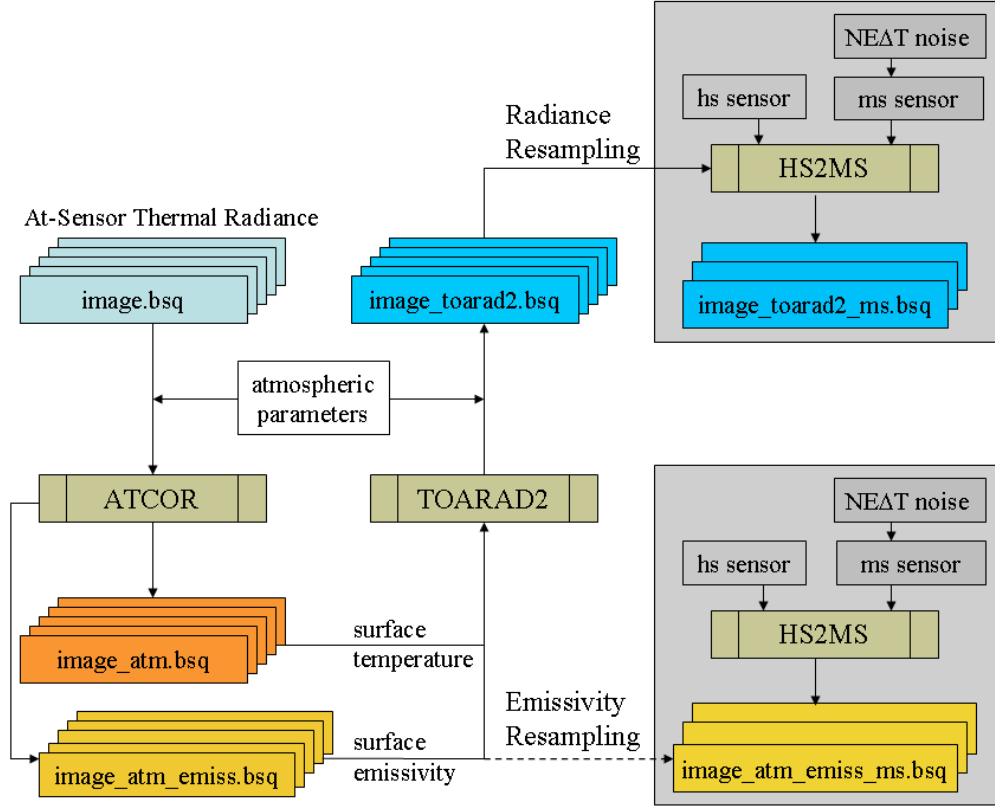 NEΔT noise
hs sensor
ms sensor
Radiance
Resampling
HS2MS
At-Sensor Thermal Radiance
image.bsq
image_toarad2.bsq
image_toarad2_ms.bsq
atmospheric
parameters
ATCOR
TOARAD2
NEΔT noise
hs sensor
ms sensor
HS2MS
surface
temperature
image_atm.bsq
Emissivity
Resampling
surface
emissivity
image_atm_emiss.bsq
image_atm_emiss_ms.bsq